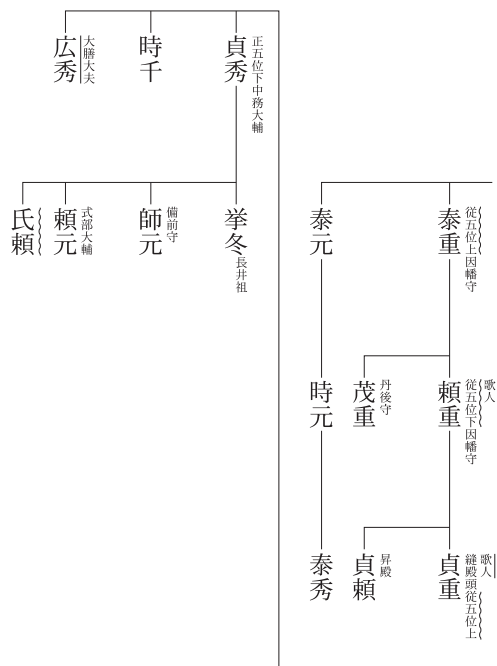 泰重
従五位上因幡守
泰元
頼重
歌人
従五位下因幡守
茂重
丹後守
時元
貞重
歌人
縫殿頭従五位上
貞頼
昇殿
泰秀
貞秀
正五位下中務大輔
時千
広秀
大膳大夫
挙冬
長井祖
師元
備前守
頼元
式部大輔
氏頼